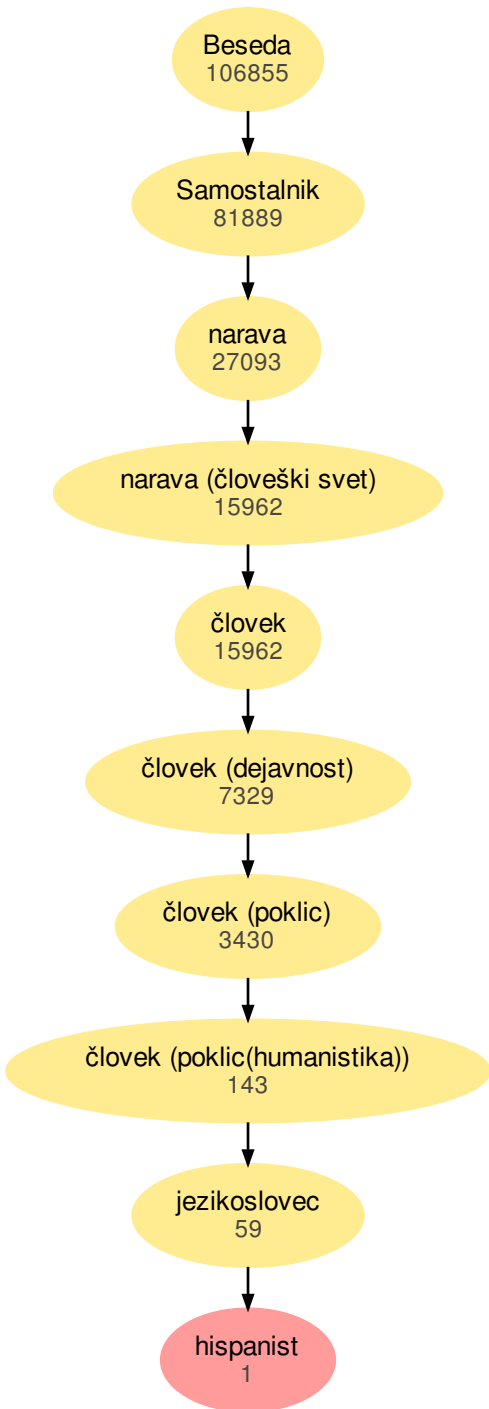 Beseda
106855
Samostalnik
81889
narava
27093
narava (človeški svet)
15962
človek
15962
človek (dejavnost)
7329
človek (poklic)
3430
človek (poklic(humanistika))
143
jezikoslovec
59
hispanist
1